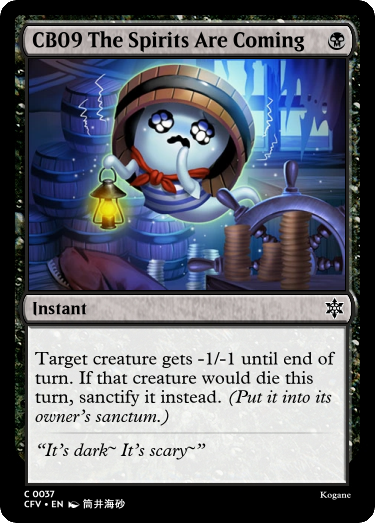 CB09 The Spirits Are Coming
Instant
Target creature gets -1/-1 until end of
turn. If that creature would die this
turn, sanctify it instead. (Put it into its
owner's sanctum.)
“It's dark~ It's scary~”
C 0037
Kogane
CFV • EN 筒井海砂